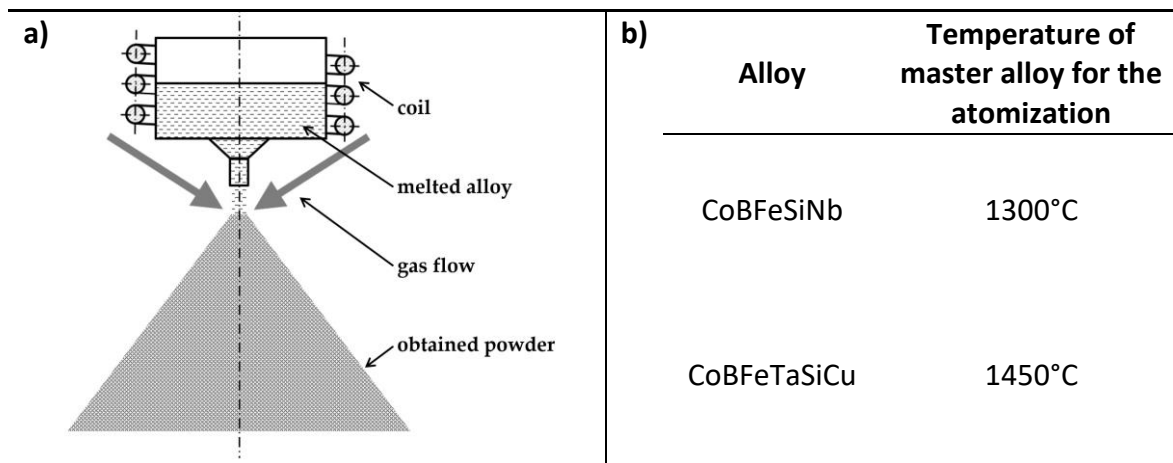 a)
coil
melted alloy
gas flow
obtained powder
b)
Alloy
Temperature of
master alloy for the
atomization
CoBFeSiNb 1300°C
CoBFeTaSiCu 1450°C